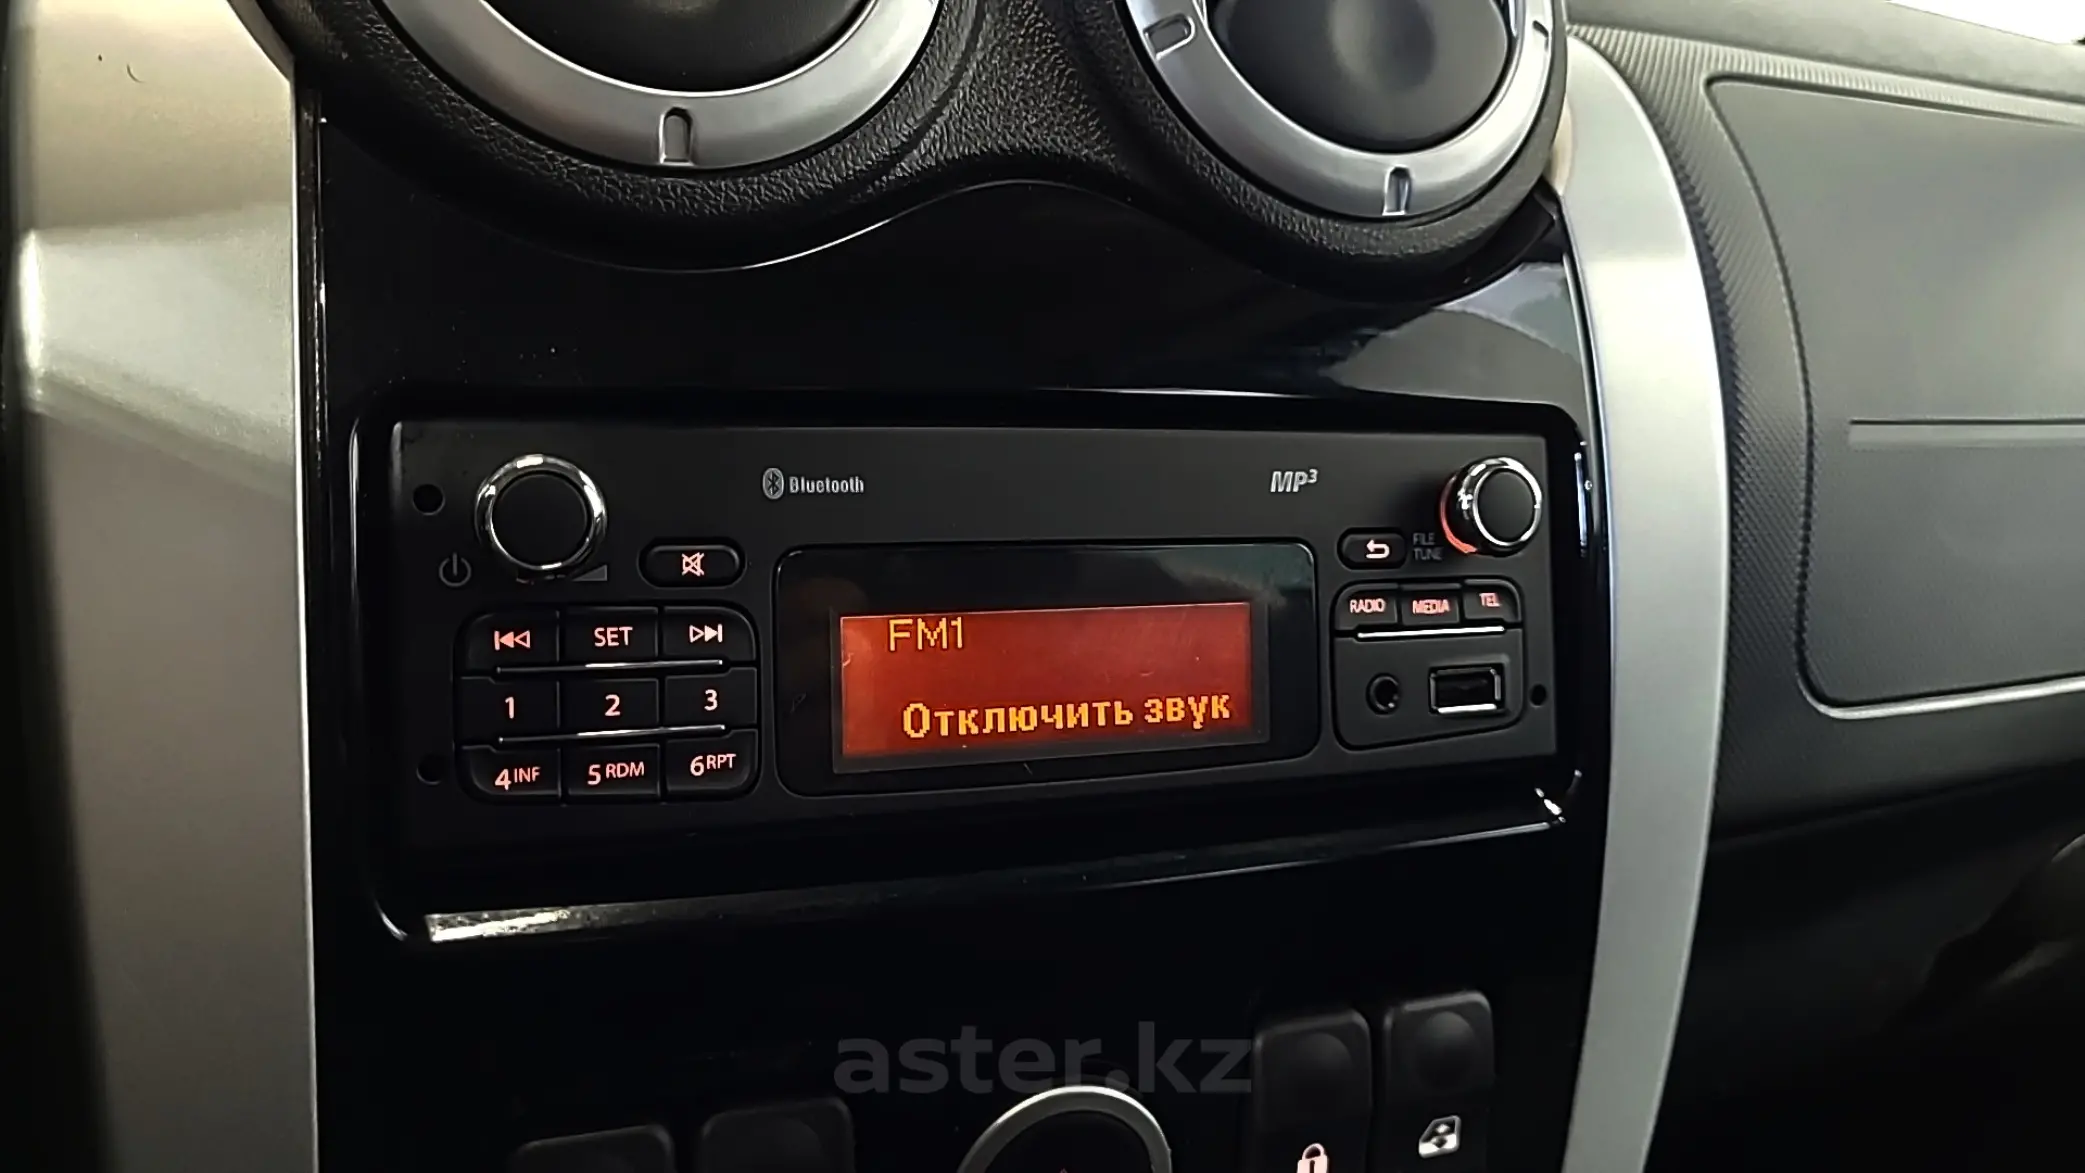 Bluetooth
MP3
FILE
TUNE
SET
RADIO MEDIA TEL
FM1
1 2 3
Отключить звук
4INF 5RDM 6RPT
aster.kz